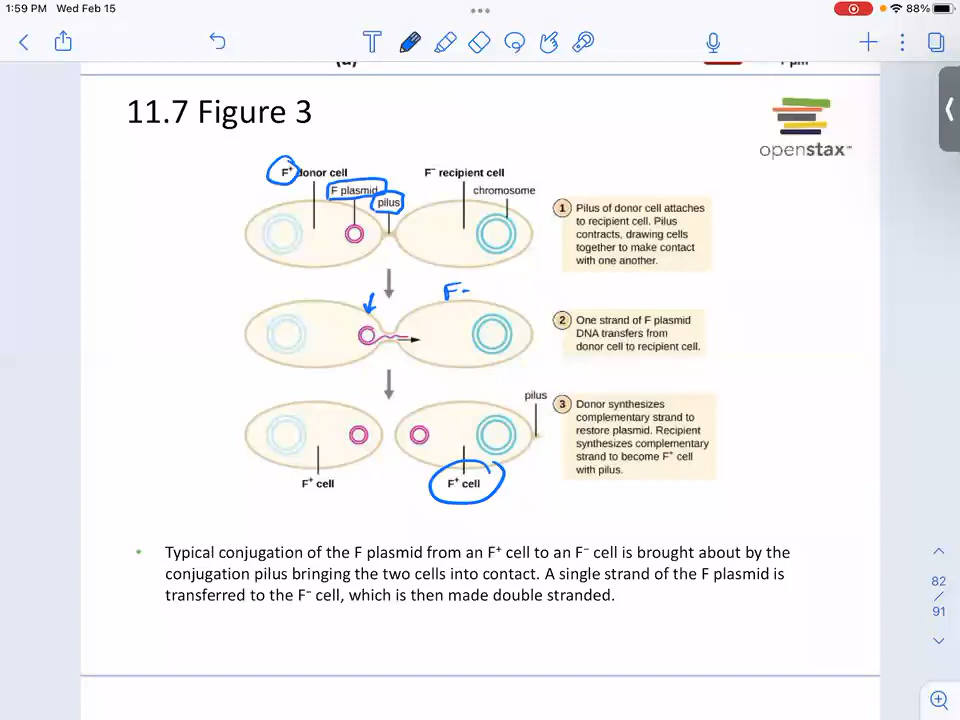 1:59 PM Wed Feb 15
88%
11.7 Figure 3
openstax™
F⁺ donor cell
F⁻ recipient cell
F plasmid
chromosome
pilus
1 Pilus of donor cell attaches
to recipient cell. Pilus
contracts, drawing cells
together to make contact
with one another.
F-
2 One strand of F plasmid
DNA transfers from
donor cell to recipient cell.
pilus
3 Donor synthesizes
complementary strand to
restore plasmid. Recipient
synthesizes complementary
strand to become F⁺ cell
with pilus.
F⁺ cell
F⁺ cell
• Typical conjugation of the F plasmid from an F⁺ cell to an F⁻ cell is brought about by the
conjugation pilus bringing the two cells into contact. A single strand of the F plasmid is
transferred to the F⁻ cell, which is then made double stranded.
82
/
91